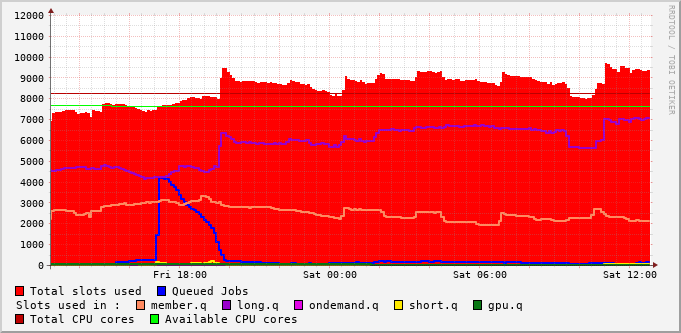 12000
11000
10000
9000
8000
7000
6000
5000
4000
3000
2000
1000
0
Fri 18:00 Sat 00:00 Sat 06:00 Sat 12:00
Total slots used Queued Jobs
Slots used in : member.q long.q ondemand.q short.q gpu.q
Total CPU cores Available CPU cores
RRDTOOL / TOBI OETIKER